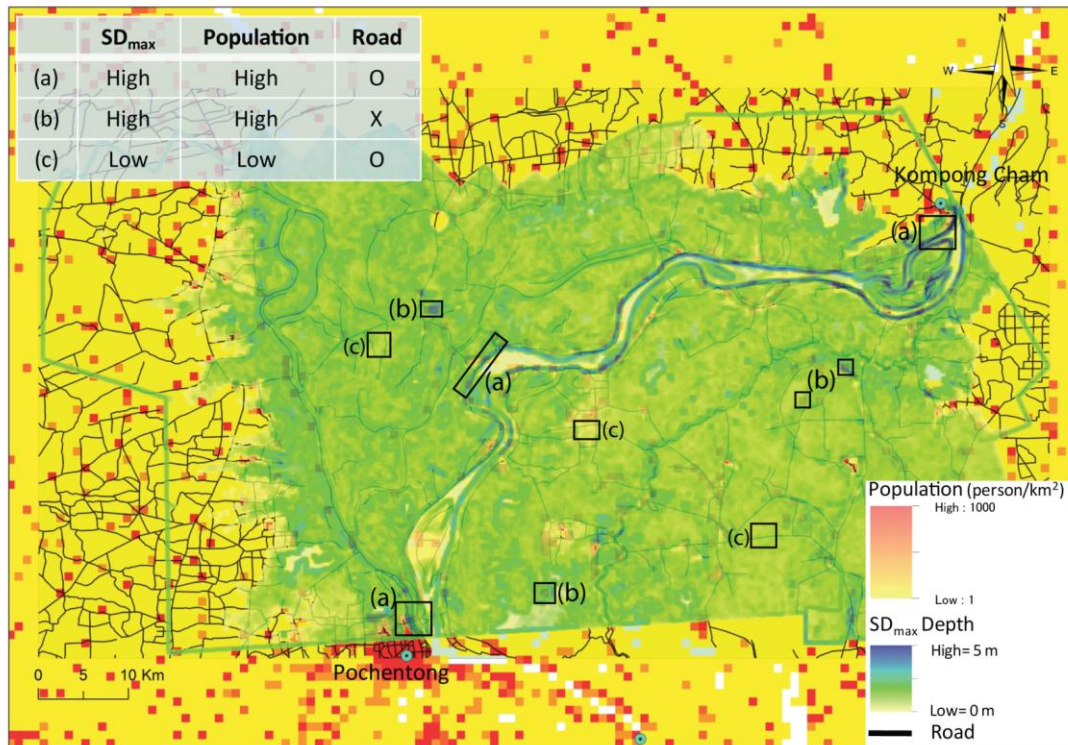 SDmax Population Road
(a) High High O
(b) High High X
(c) Low Low O
N
W E
S
Kompong Cham
(a)
(b)
(c)
(a)
(b)
(c)
(c)
(b)
(a)
Pochentong
0 5 10 Km
Population (person/km²)
High : 1000
Low : 1
SDmax Depth
High= 5 m
Low= 0 m
Road